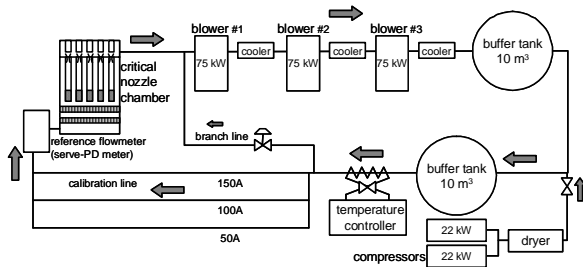 blower #1
blower #2
blower #3
cooler
cooler
cooler
75 kW
75 kW
75 kW
buffer tank
10 m³
critical
nozzle
chamber
reference flowmeter
(serve-PD meter)
branch line
calibration line
150A
100A
50A
temperature
controller
buffer tank
10 m³
compressors
22 kW
22 kW
dryer